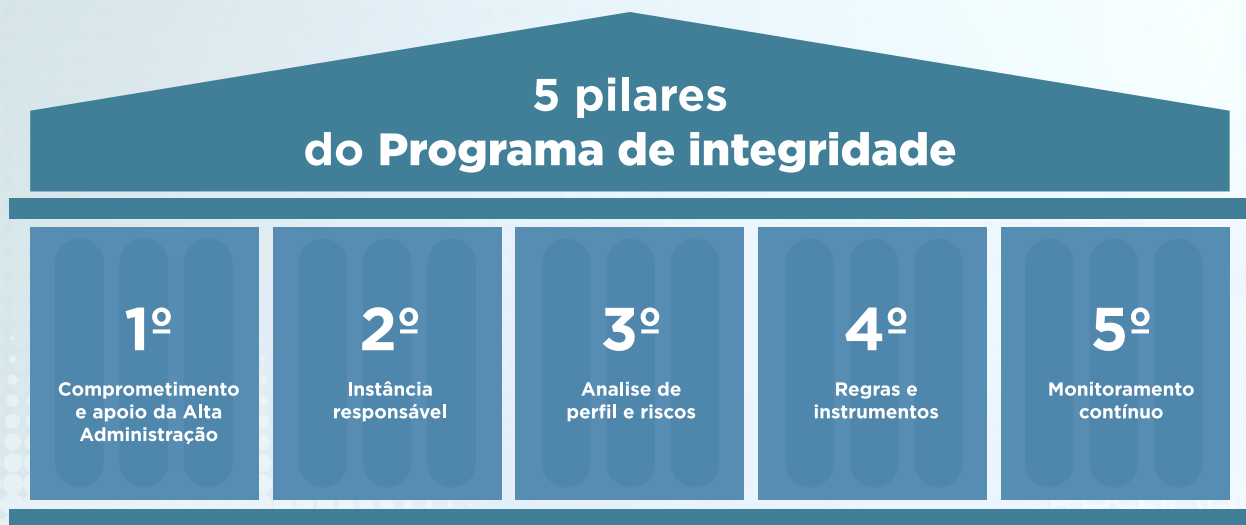 5 pilares
do Programa de integridade
1º
Comprometimento
e apoio da Alta
Administração
2º
Instância
responsável
3º
Analise de
perfil e riscos
4º
Regras e
instrumentos
5º
Monitoramento
contínuo